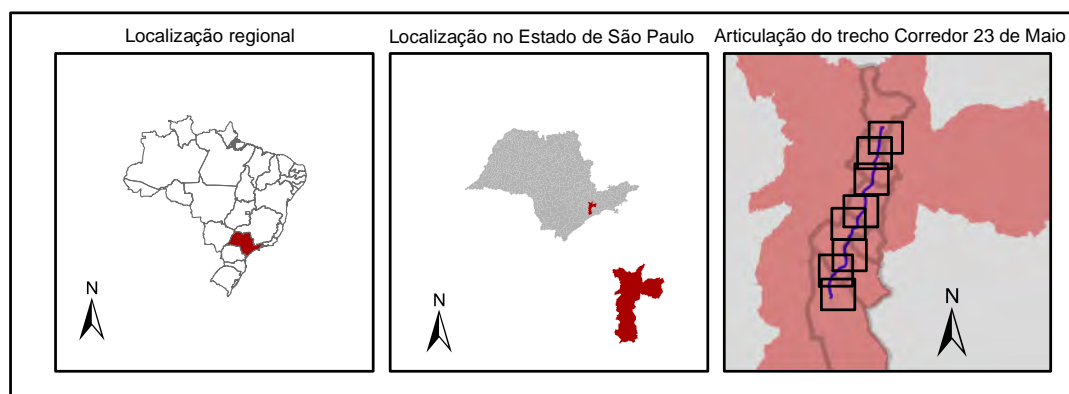 Localização regional
Localização no Estado de São Paulo
Articulação do trecho Corredor 23 de Maio
N
N
N